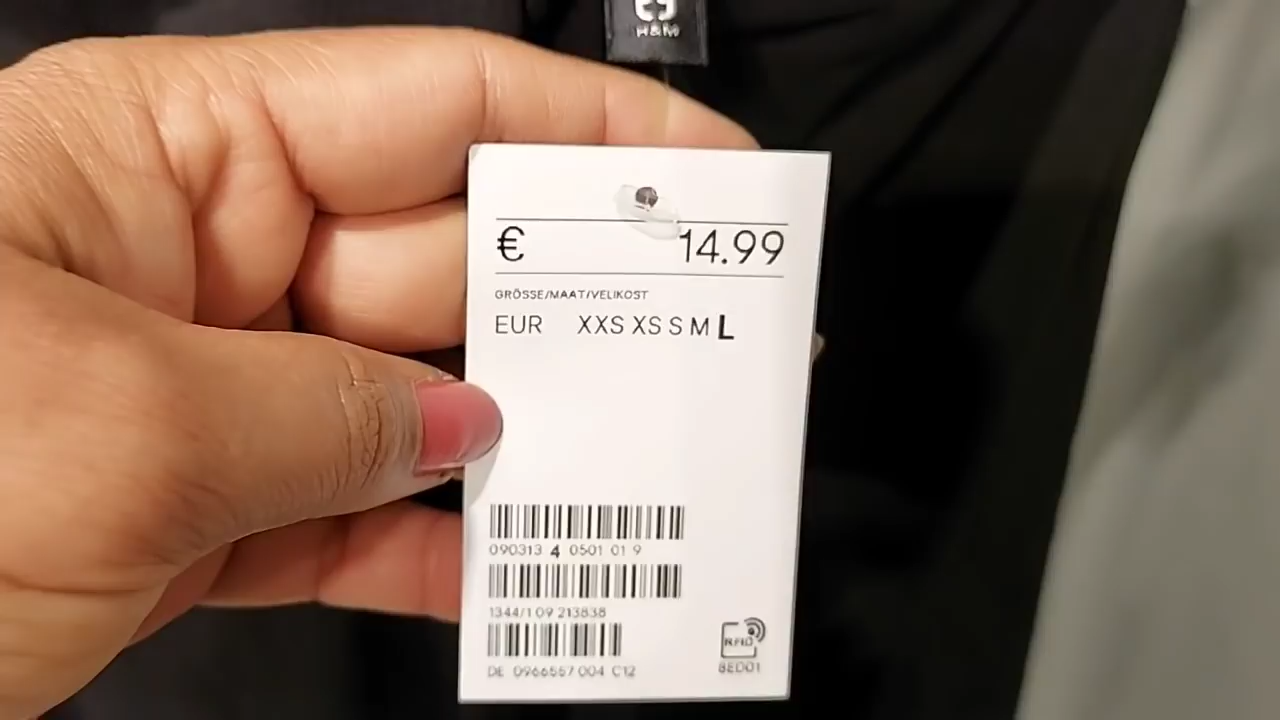 H&M
€ 14.99
GRÖSSE/MAAT/VELIKOST
EUR XXS XS S M L
090313 4 0501 01 9
1344/1 09 213838
RFID
DE 0966557 004 C12
8ED01